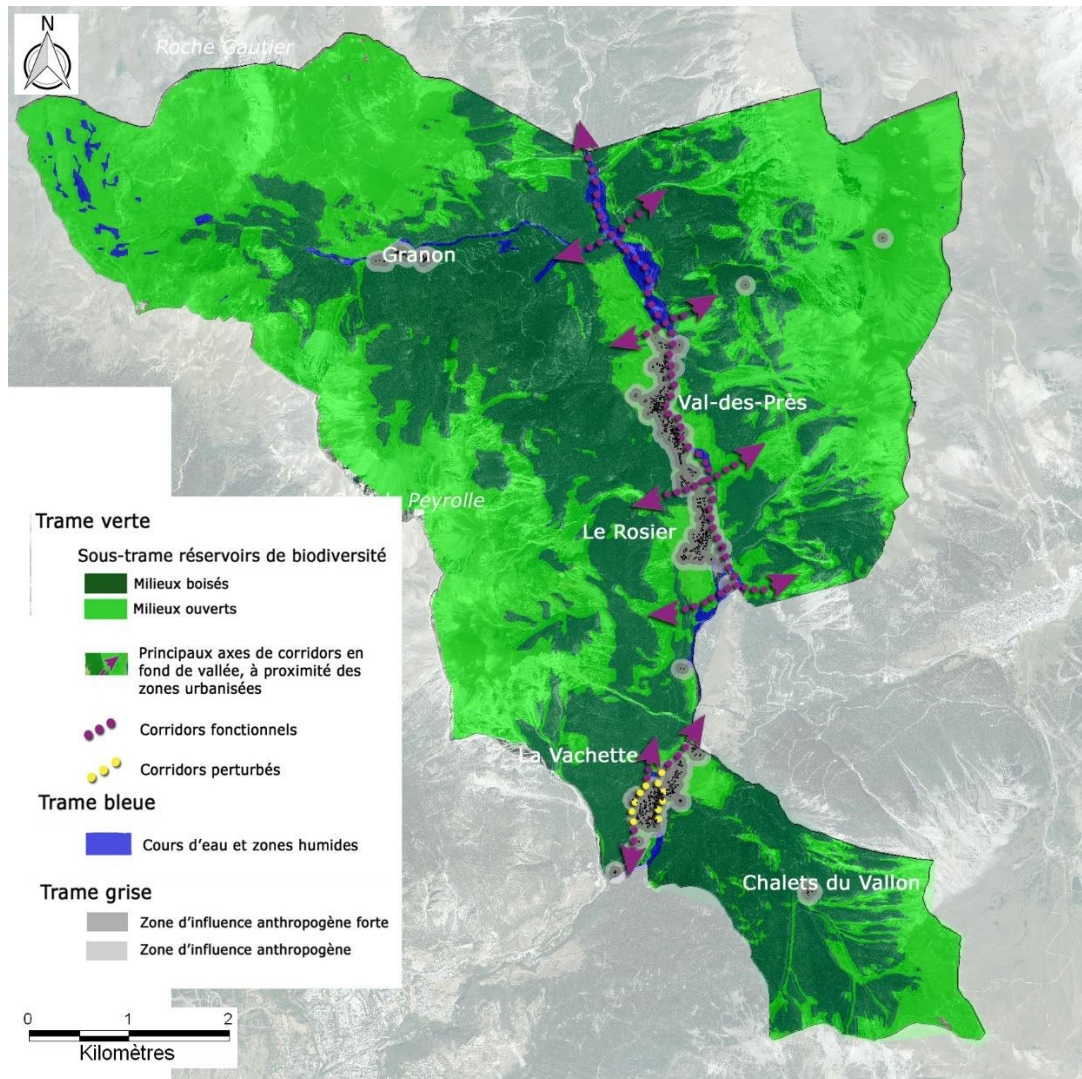 N
Roche Gautier
Granon
Val-des-Près
Peyrolle
Le Rosier
La Vachette
Chalets du Vallon
Trame verte
Sous-trame réservoirs de biodiversité
Milieux boisés
Milieux ouverts
Principaux axes de corridors en
fond de vallée, à proximité des
zones urbanisées
Corridors fonctionnels
Corridors perturbés
Trame bleue
Cours d'eau et zones humides
Trame grise
Zone d'influence anthropogène forte
Zone d'influence anthropogène
0 1 2
Kilomètres